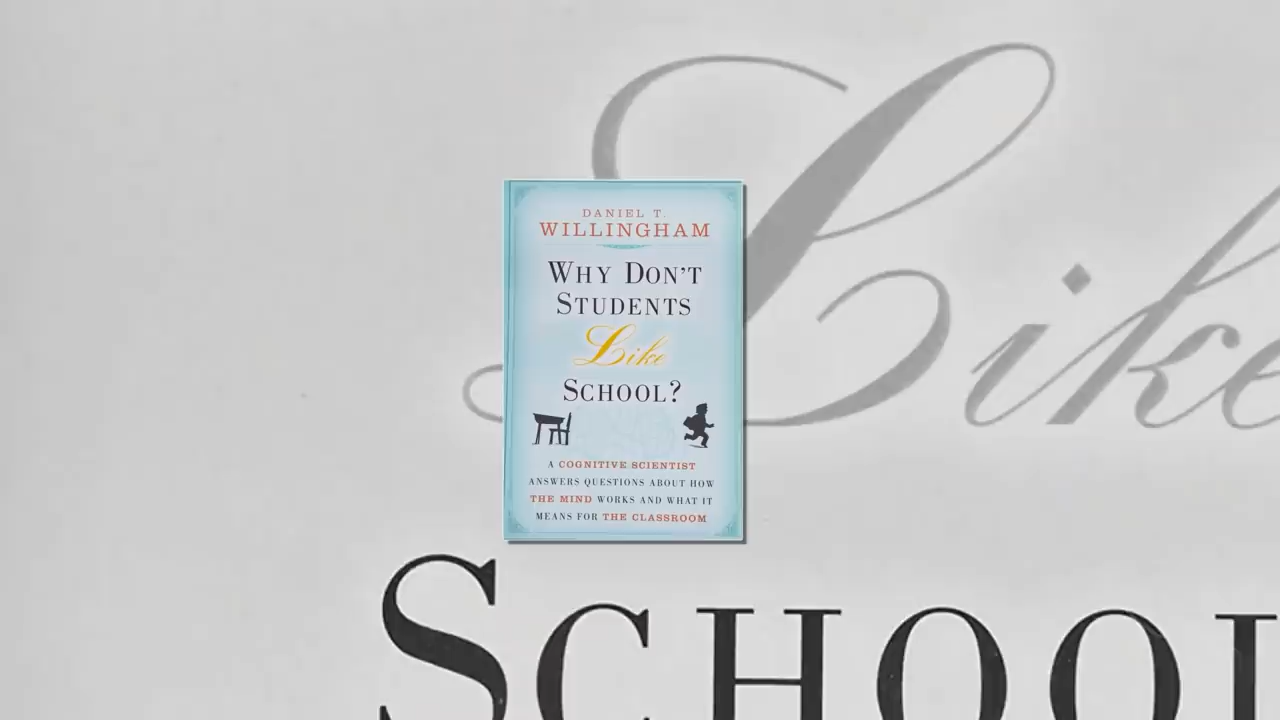 Like
DANIEL T.
WILLINGHAM
WHY DON'T
STUDENTS
Like
SCHOOL?
A COGNITIVE SCIENTIST
ANSWERS QUESTIONS ABOUT HOW
THE MIND WORKS AND WHAT IT
MEANS FOR THE CLASSROOM
SCHOOL